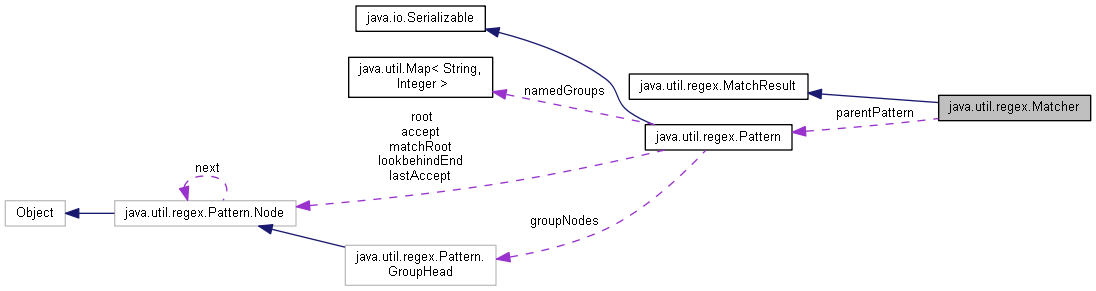 java.io.Serializable
java.util.Map< String,
Integer >
namedGroups
java.util.regex.MatchResult
java.util.regex.Matcher
parentPattern
java.util.regex.Pattern
root
accept
matchRoot
lookbehindEnd
lastAccept
next
Object
java.util.regex.Pattern.Node
groupNodes
java.util.regex.Pattern.
GroupHead